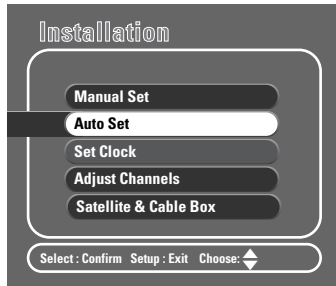 Installation
Manual Set
Auto Set
Set Clock
Adjust Channels
Satellite & Cable Box
Select : Confirm Setup : Exit Choose: